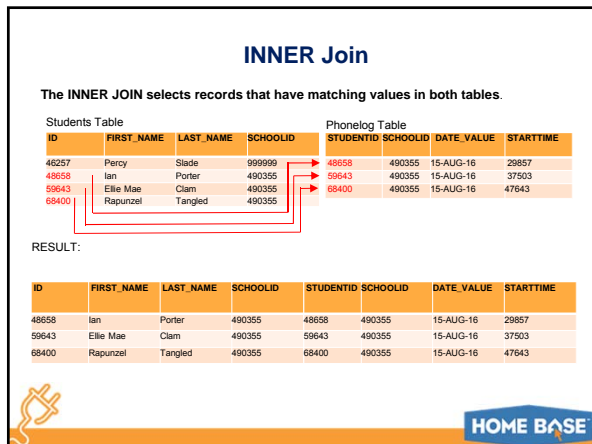 INNER Join
The INNER JOIN selects records that have matching values in both tables.
Students Table
ID FIRST_NAME LAST_NAME SCHOOLID
46257 Percy Slade 999999
48658 Ian Porter 490355
59643 Ellie Mae Clam 490355
68400 Rapunzel Tangled 490355
Phonelog Table
STUDENTID SCHOOLID DATE_VALUE STARTTIME
48658 490355 15-AUG-16 29857
59643 490355 15-AUG-16 37503
68400 490355 15-AUG-16 47643
RESULT:
ID FIRST_NAME LAST_NAME SCHOOLID STUDENTID SCHOOLID DATE_VALUE STARTTIME
48658 Ian Porter 490355 48658 490355 15-AUG-16 29857
59643 Ellie Mae Clam 490355 59643 490355 15-AUG-16 37503
68400 Rapunzel Tangled 490355 68400 490355 15-AUG-16 47643
HOME BASE